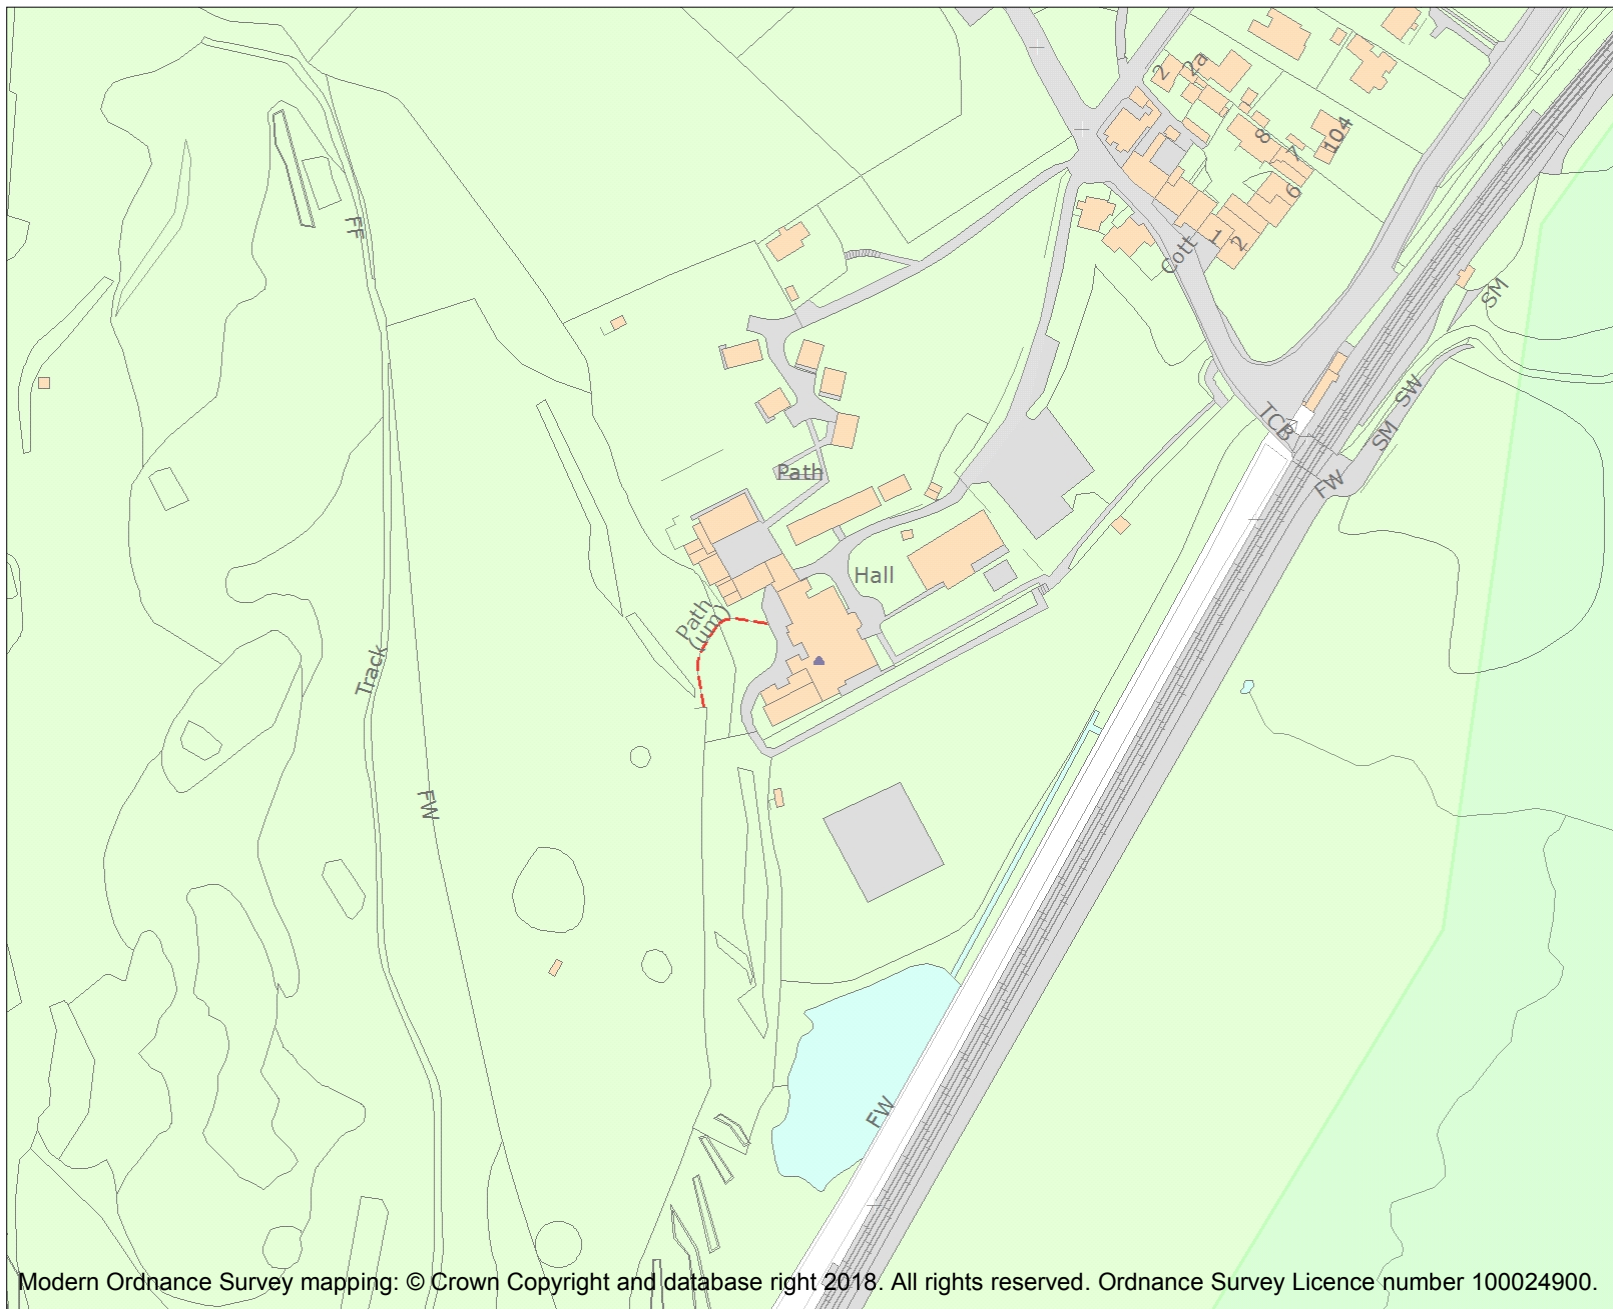 2
2a
8
7
104
6
FF
1
2
Cott
SM
SW
TCB
SM
Path
FW
Hall
Path
(um)
Track
FW
FW
Modern Ordnance Survey mapping: © Crown Copyright and database right 2018. All rights reserved. Ordnance Survey Licence number 100024900.